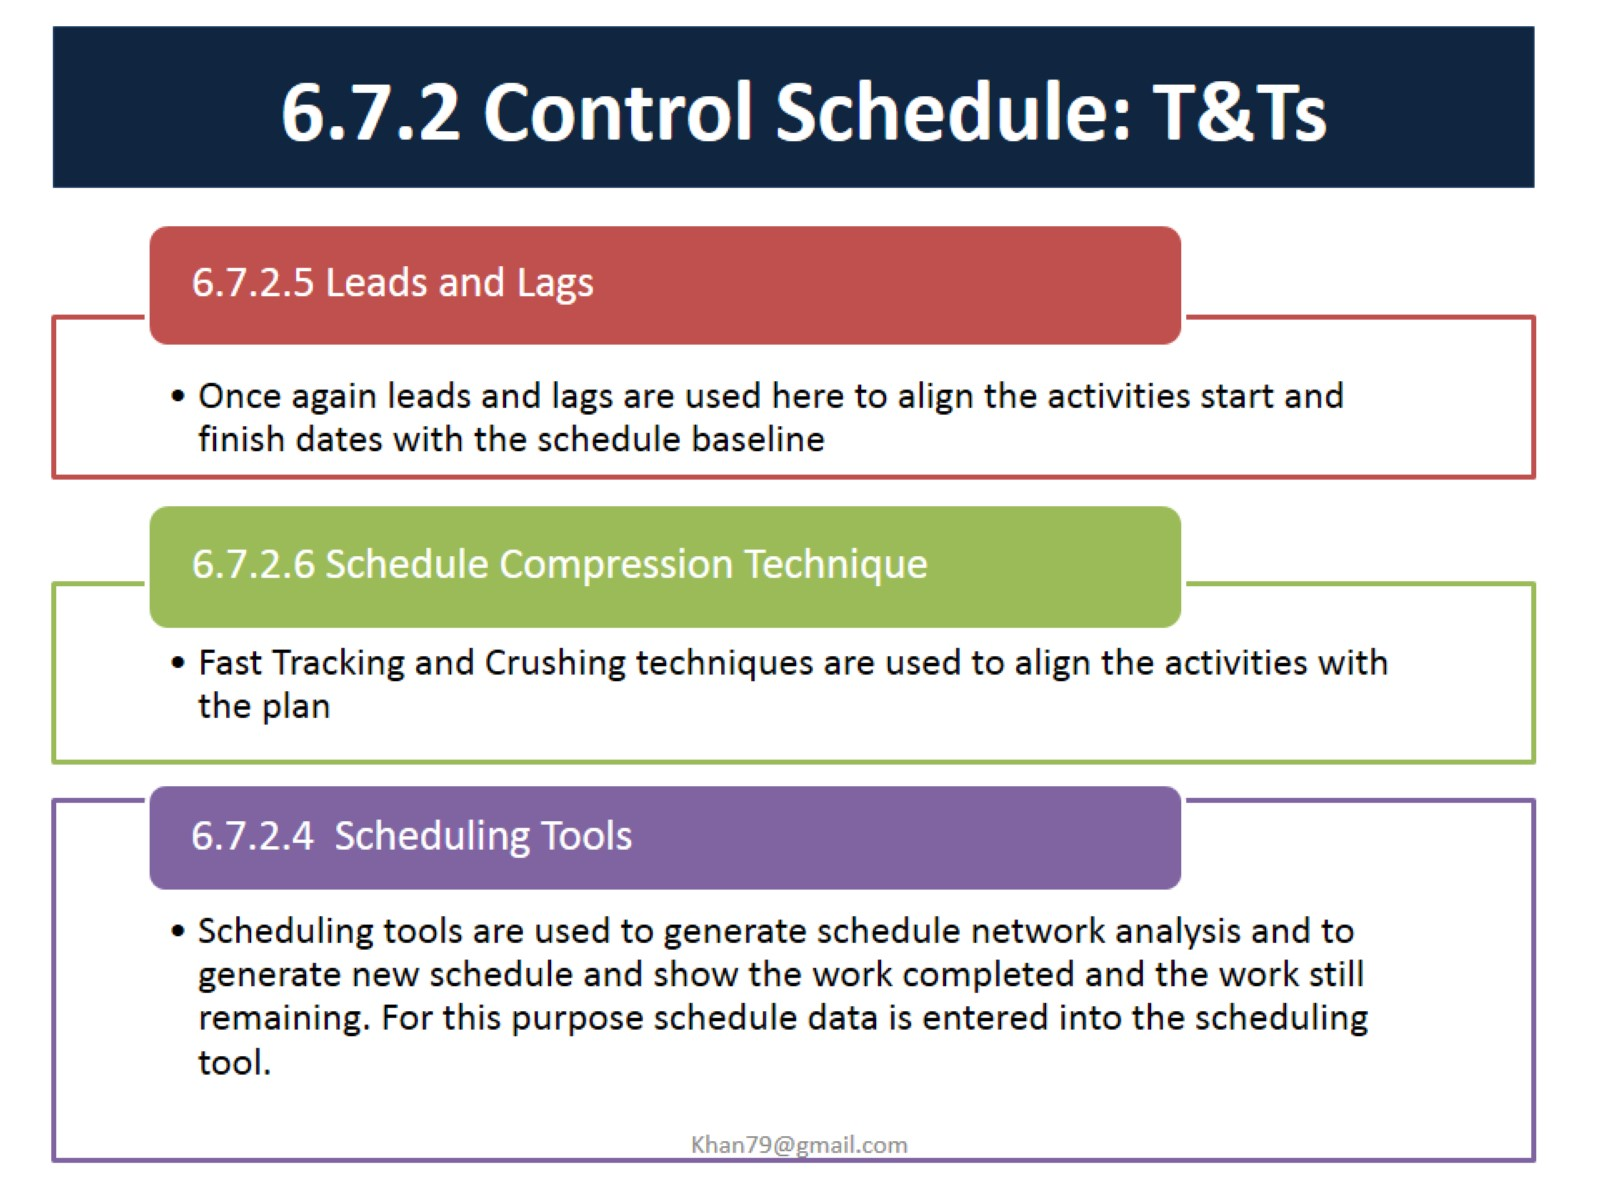 6.7.2 Control Schedule: T&Ts
6.7.2.5 Leads and Lags
• Once again leads and lags are used here to align the activities start and
finish dates with the schedule baseline
6.7.2.6 Schedule Compression Technique
• Fast Tracking and Crushing techniques are used to align the activities with
the plan
6.7.2.4  Scheduling Tools
• Scheduling tools are used to generate schedule network analysis and to
generate new schedule and show the work completed and the work still
remaining. For this purpose schedule data is entered into the scheduling
tool.
Khan79@gmail.com